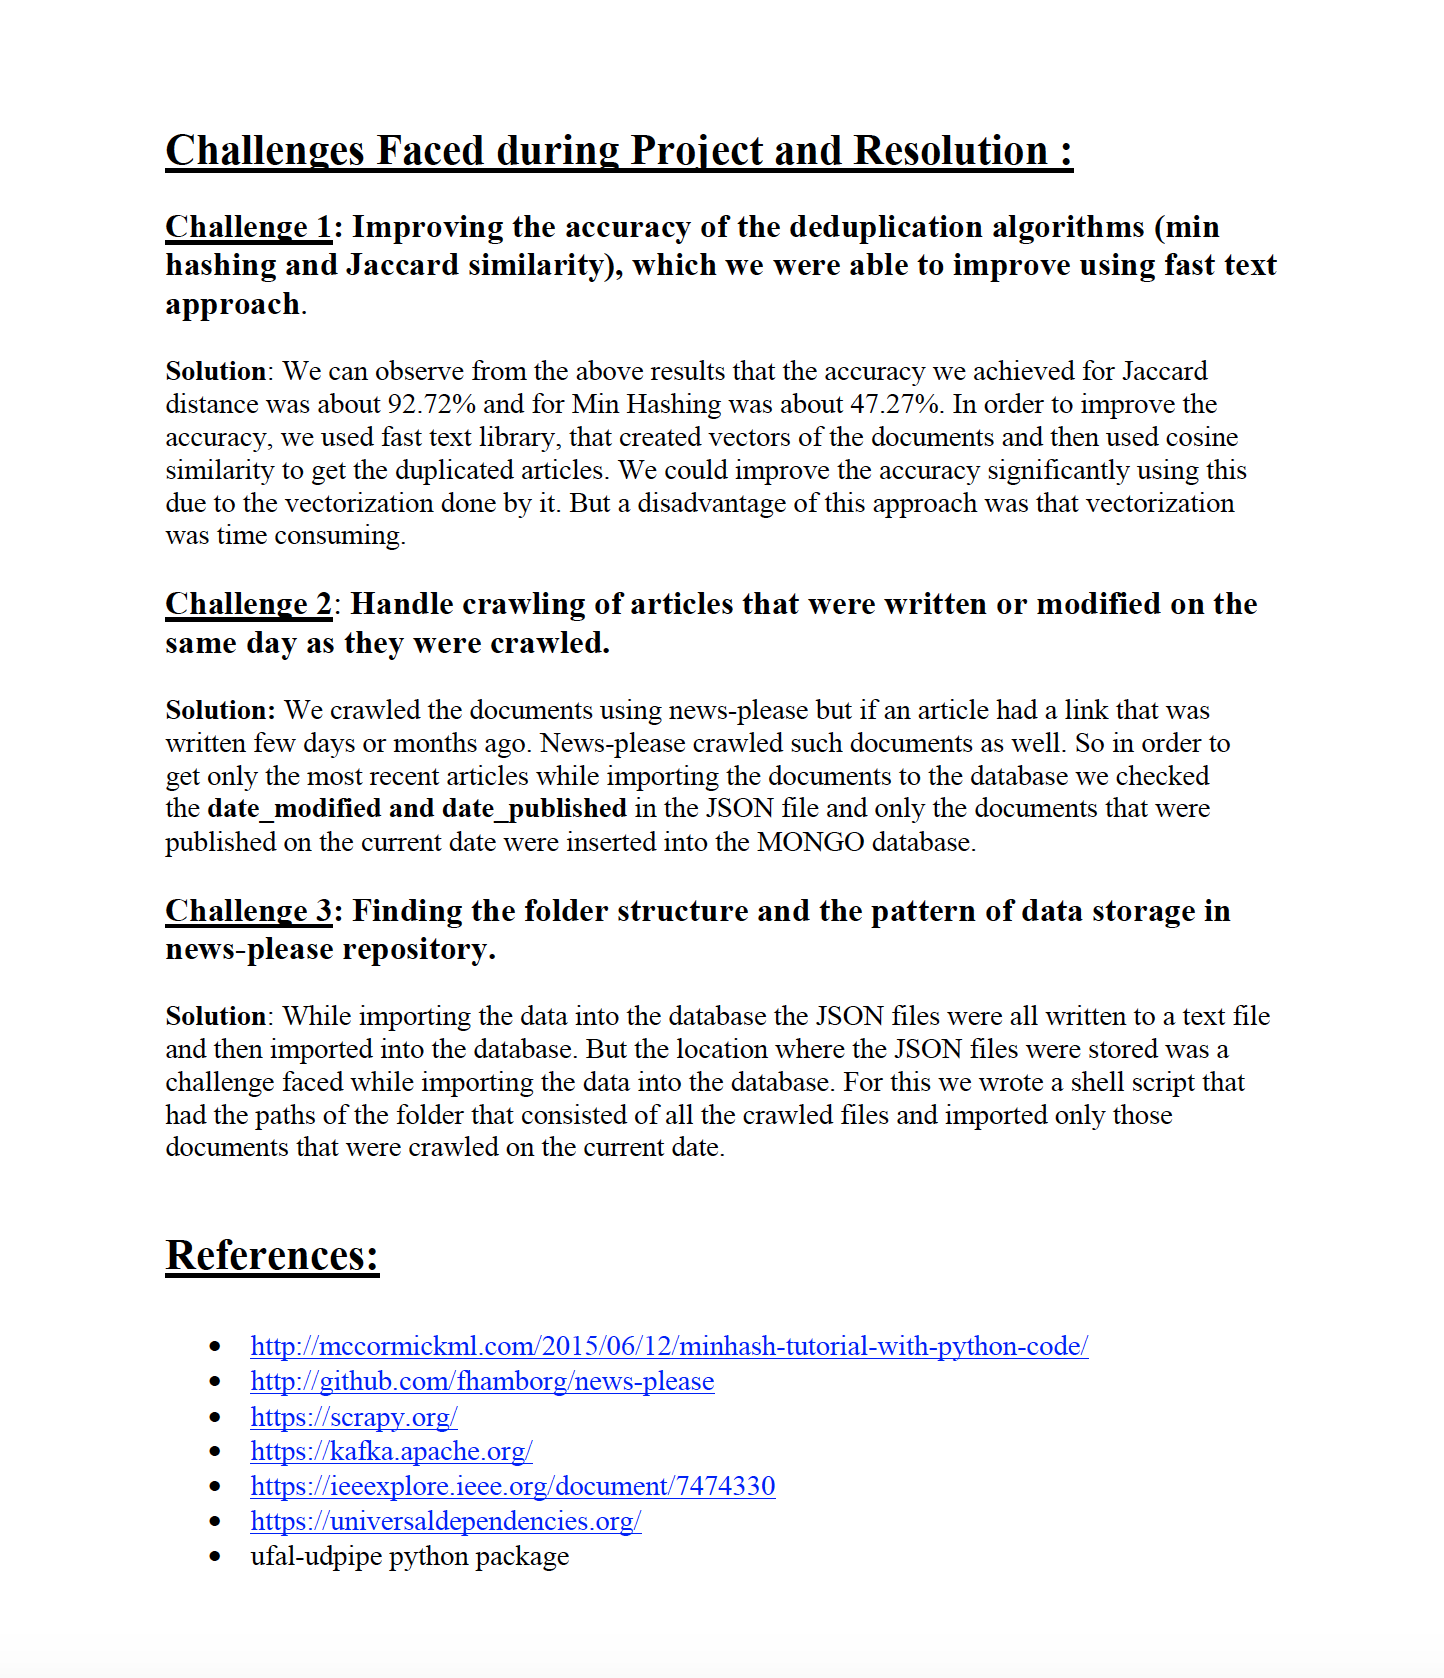 Challenges Faced during Project and Resolution :
Challenge 1: Improving the accuracy of the deduplication algorithms (min
hashing and Jaccard similarity), which we were able to improve using fast text
approach.
Solution: We can observe from the above results that the accuracy we achieved for Jaccard
distance was about 92.72% and for Min Hashing was about 47.27%. In order to improve the
accuracy, we used fast text library, that created vectors of the documents and then used cosine
similarity to get the duplicated articles. We could improve the accuracy significantly using this
due to the vectorization done by it. But a disadvantage of this approach was that vectorization
was time consuming.
Challenge 2: Handle crawling of articles that were written or modified on the
same day as they were crawled.
Solution: We crawled the documents using news-please but if an article had a link that was
written few days or months ago. News-please crawled such documents as well. So in order to
get only the most recent articles while importing the documents to the database we checked
the date_modified and date_published in the JSON file and only the documents that were
published on the current date were inserted into the MONGO database.
Challenge 3: Finding the folder structure and the pattern of data storage in
news-please repository.
Solution: While importing the data into the database the JSON files were all written to a text file
and then imported into the database. But the location where the JSON files were stored was a
challenge faced while importing the data into the database. For this we wrote a shell script that
had the paths of the folder that consisted of all the crawled files and imported only those
documents that were crawled on the current date.
References:
• http://mccormickml.com/2015/06/12/minhash-tutorial-with-python-code/
• http://github.com/fhamborg/news-please
• https://scrapy.org/
• https://kafka.apache.org/
• https://ieeexplore.ieee.org/document/7474330
• https://universaldependencies.org/
• ufal-udpipe python package